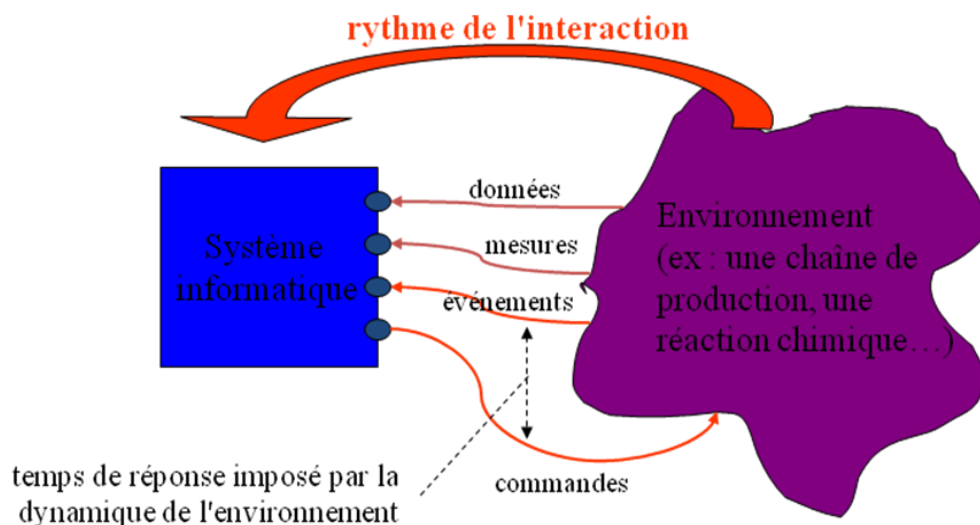 rythme de l'interaction
données
mesures
événements
commandes
Système
informatique
Environnement
(ex : une chaîne de
production, une
réaction chimique…)
temps de réponse imposé par la
dynamique de l'environnement